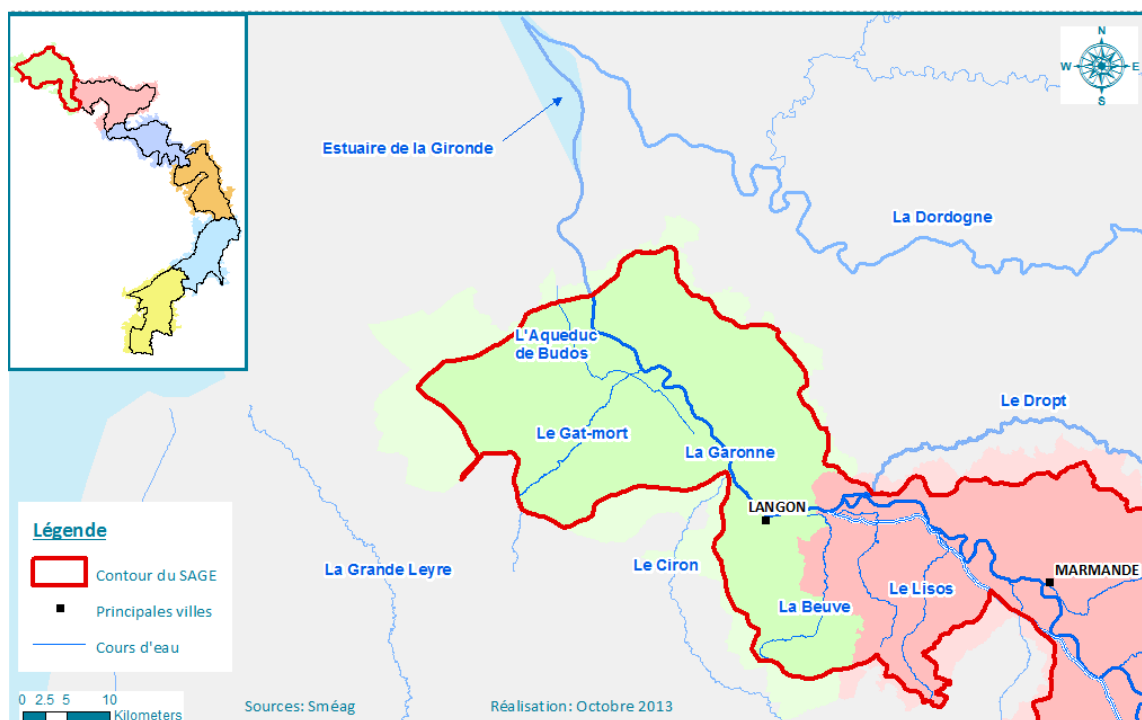 N
W
E
S
Estuaire de la Gironde
La Dordogne
L'Aqueduc
de Budos
Le Dropt
Le Gat-mort
La Garonne
LANGON
Légende
Contour du SAGE
La Grande Leyre
Le Ciron
MARMANDE
Le Lisos
La Beuve
Principales villes
Cours d'eau
0 2.5 5 10
Kilometers
Sources: Sméag
Réalisation: Octobre 2013